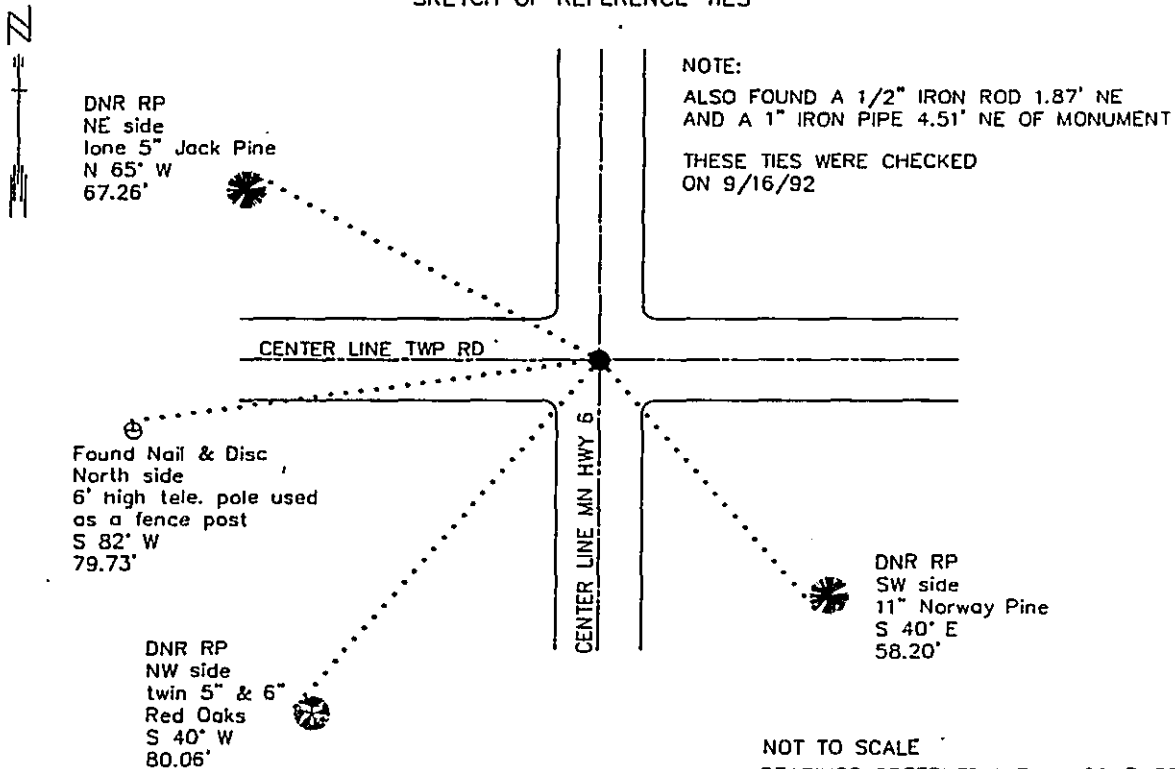 SKETCH OF REFERENCE TIES
N
NOTE:
ALSO FOUND A 1/2" IRON ROD 1.87' NE
AND A 1" IRON PIPE 4.51' NE OF MONUMENT
THESE TIES WERE CHECKED
ON 9/16/92
DNR RP
NE side
lone 5" Jack Pine
N 65° W
67.26'
CENTER LINE TWP RD
CENTER LINE MN HWY 6
Found Nail & Disc
North side
6' high tele. pole used
as a fence post
S 82° W
79.73'
DNR RP
SW side
11" Norway Pine
S 40° E
58.20'
DNR RP
NW side
twin 5" & 6"
Red Oaks
S 40° W
80.06'
NOT TO SCALE